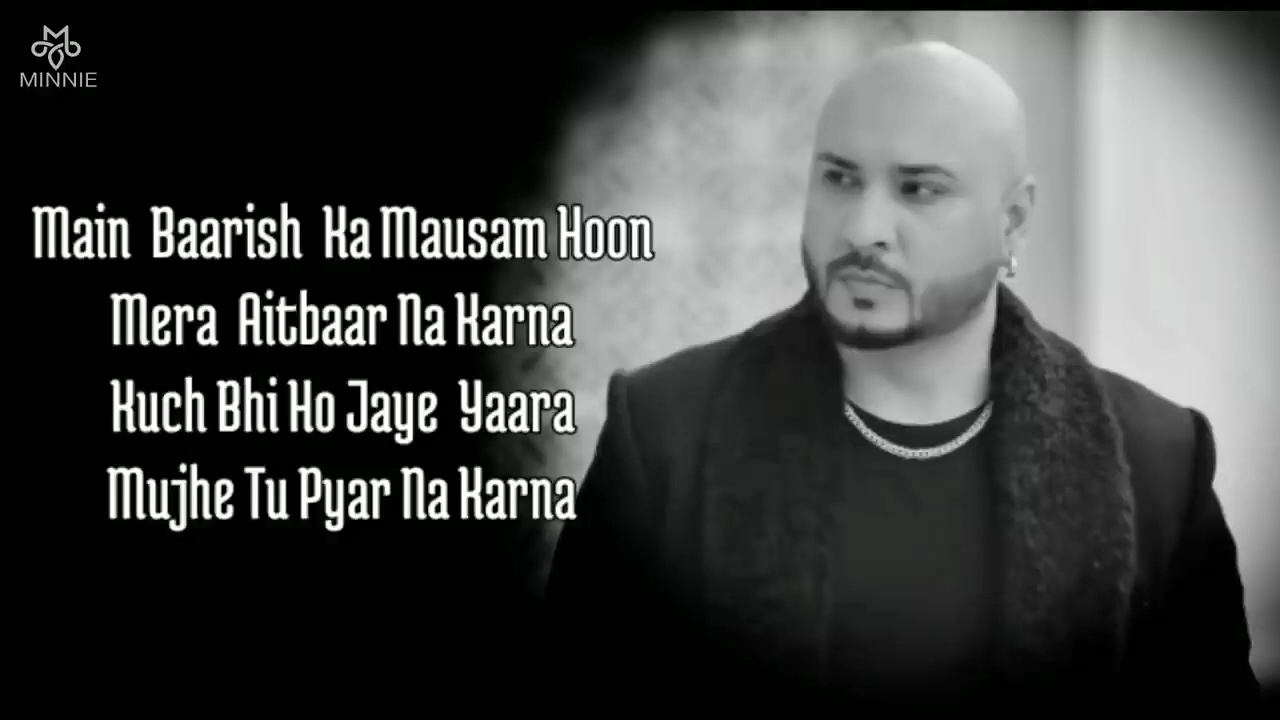 MINNIE
Main Baarish Ka Mausam Hoon
Mera Aitbaar Na Karna
Kuch Bhi Ho Jaye Yaara
Mujhe Tu Pyar Na Karna